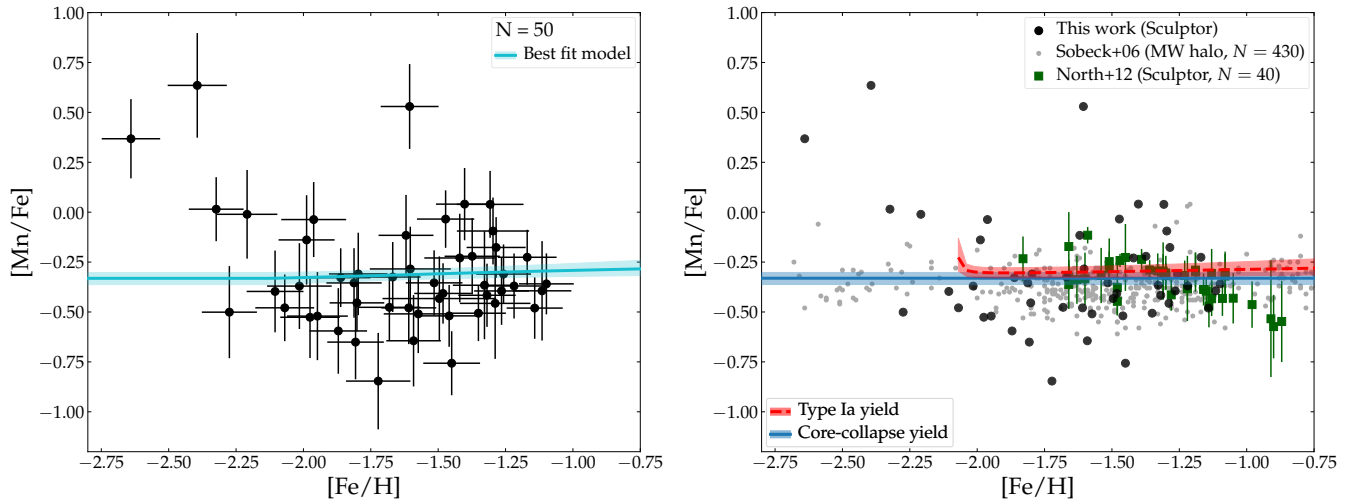 1.00
0.75
0.50
0.25
0.00
−0.25
−0.50
−0.75
−1.00
[Mn/Fe]
N = 50
Best fit model
−2.75 −2.50 −2.25 −2.00 −1.75 −1.50 −1.25 −1.00 −0.75
[Fe/H]
1.00
0.75
0.50
0.25
0.00
−0.25
−0.50
−0.75
−1.00
[Mn/Fe]
This work (Sculptor)
Sobeck+06 (MW halo, N = 430)
North+12 (Sculptor, N = 40)
Type Ia yield
Core-collapse yield
−2.75 −2.50 −2.25 −2.00 −1.75 −1.50 −1.25 −1.00 −0.75
[Fe/H]